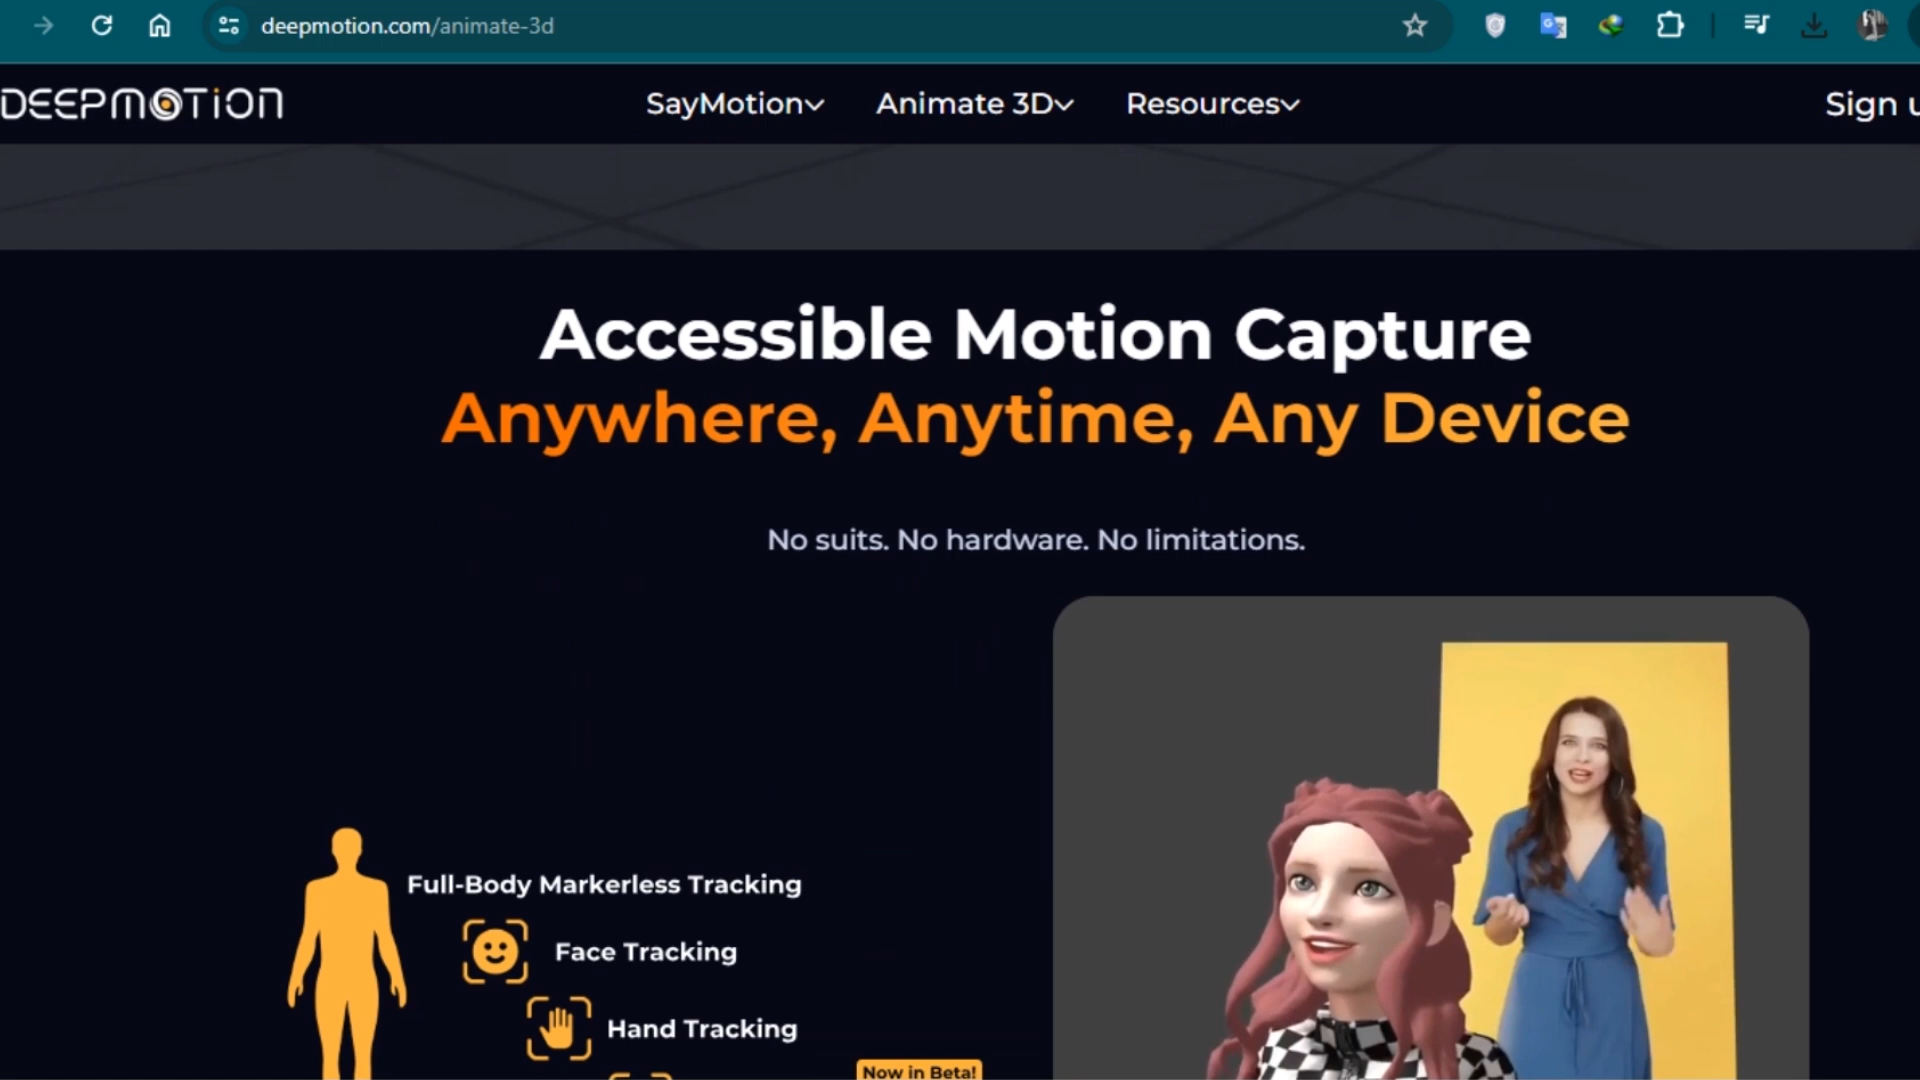 deepmotion.com/animate-3d
DEEPMOTION
SayMotion
Animate 3D
Resources
Sign u
Accessible Motion Capture
Anywhere, Anytime, Any Device
No suits. No hardware. No limitations.
Full-Body Markerless Tracking
Face Tracking
Hand Tracking
Now in Beta!